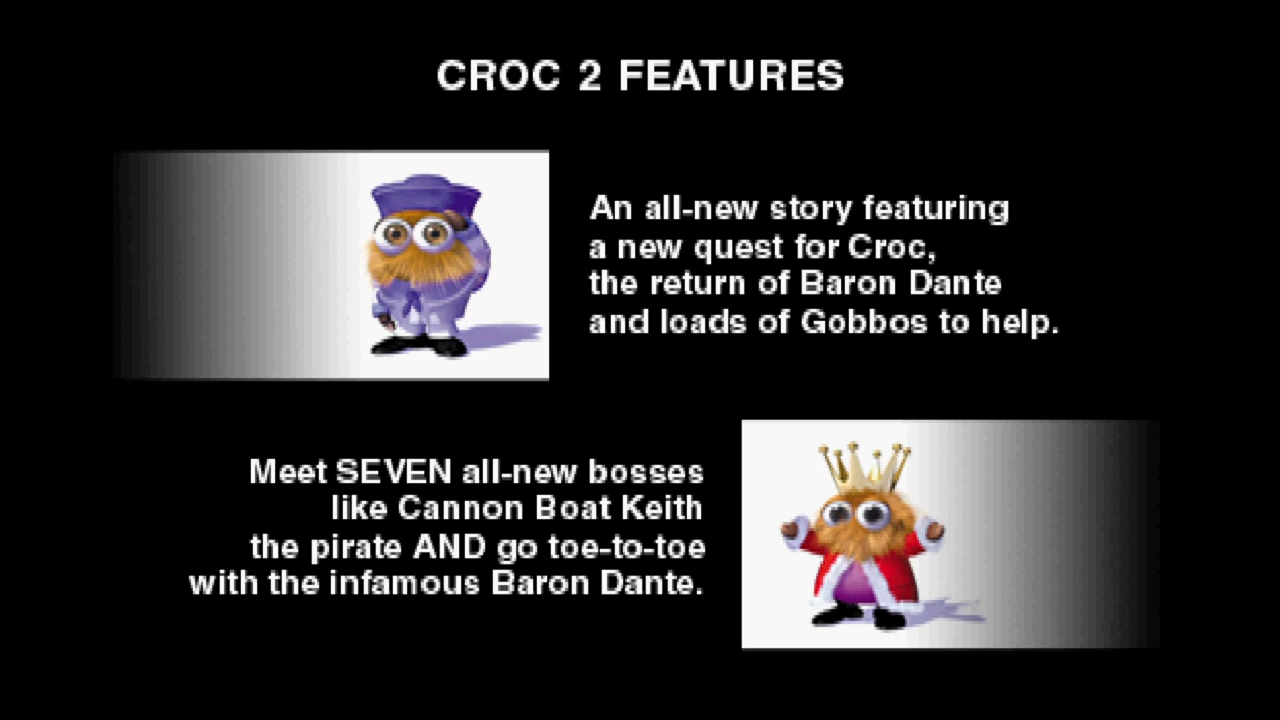 CROC 2 FEATURES
An all-new story featuring
a new quest for Croc,
the return of Baron Dante
and loads of Gobbos to help.
Meet SEVEN all-new bosses
like Cannon Boat Keith
the pirate AND go toe-to-toe
with the infamous Baron Dante.